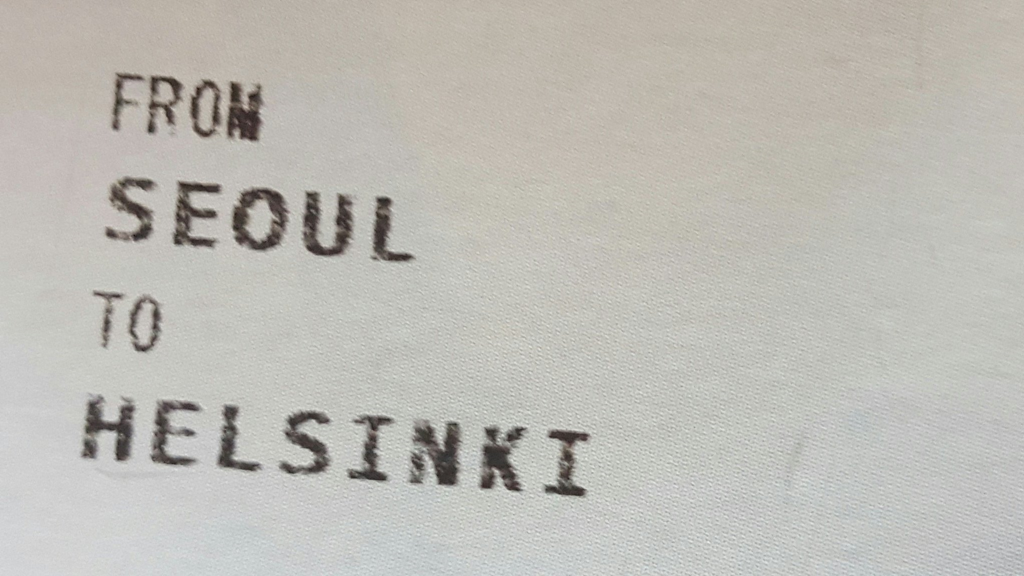 FROM
SEOUL
TO
HELSINKI